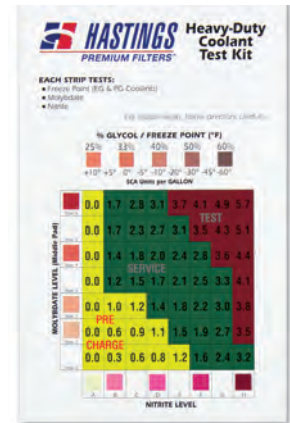 HASTINGS
PREMIUM FILTERS
Heavy-Duty
Coolant
Test Kit
EACH STRIP TESTS:
• Freeze Point (EG & PG Coolants)
• Molybdate
• Nitrite
% GLYCOL / FREEZE POINT (°F)
25% 33% 40% 50% 60%
+10° +5° 0° -5° -10° -20° -30° -45° -60°
SCA Units per GALLON
MOLYBDATE LEVEL (Middle Pad)
0.0 1.7 2.8 3.1 3.7 4.1 4.9 5.7
TEST
0.0 1.7 2.3 2.7 3.1 3.5 4.3 5.1
0.0 1.4 1.8 2.0 2.4 2.8 3.6 4.4
SERVICE
0.0 1.2 1.5 1.7 2.1 2.5 3.3 4.1
0.0 1.0 1.2 1.4 1.8 2.2 3.0 3.8
PRE
0.0 0.6 0.9 1.1 1.5 1.9 2.7 3.5
CHARGE
0.0 0.3 0.6 0.8 1.2 1.6 2.4 3.2
A B C D E F G H
NITRITE LEVEL